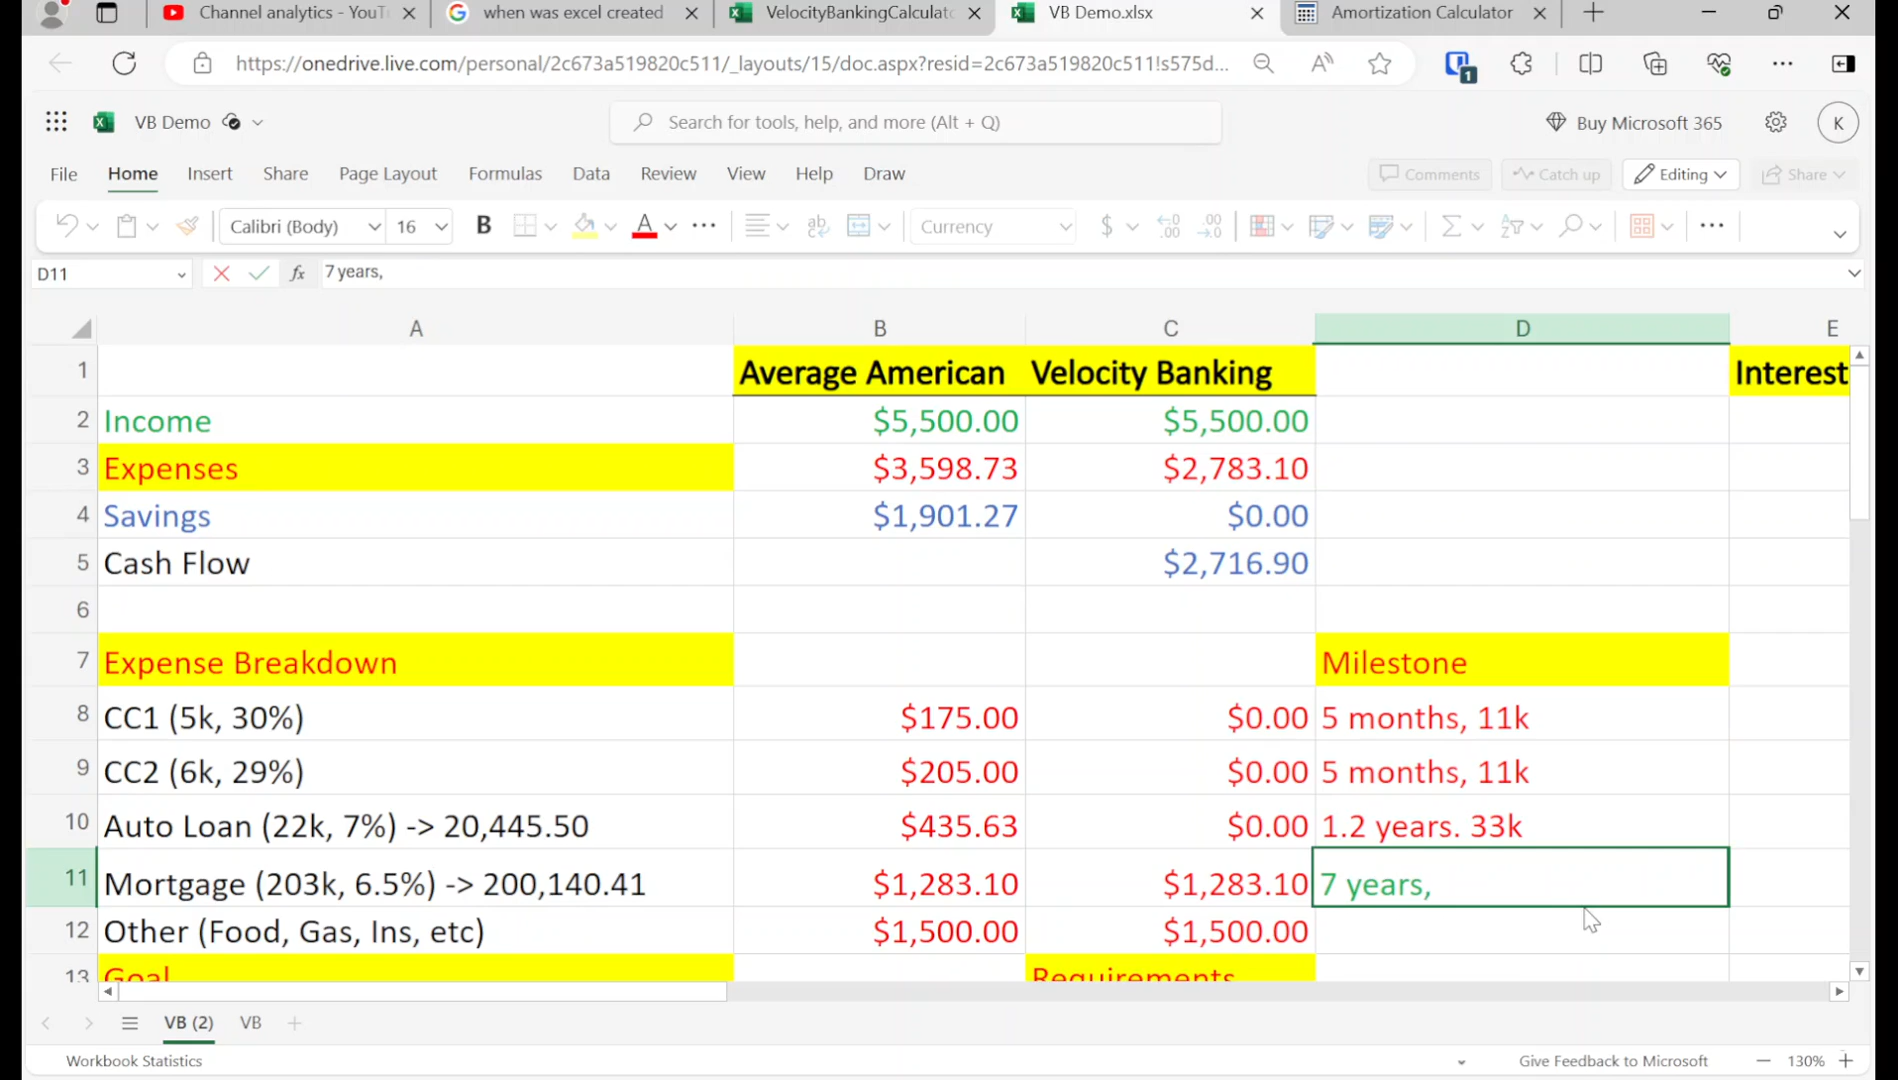 Channel analytics - YouT
when was excel created
VelocityBankingCalculato
VB Demo.xlsx
Amortization Calculator
https://onedrive.live.com/personal/2c673a519820c511/_layouts/15/doc.aspx?resid=2c673a519820c511!s575d...
1
VB Demo
Search for tools, help, and more (Alt + Q)
Buy Microsoft 365
K
File Home Insert Share Page Layout Formulas Data Review View Help Draw
Comments
Catch up
Editing
Share
Calibri (Body) 16 B A ab Currency $ .00 .00
D11 fx 7 years,
A B C D E
1 Average American Velocity Banking Interest
2 Income $5,500.00 $5,500.00
3 Expenses $3,598.73 $2,783.10
4 Savings $1,901.27 $0.00
5 Cash Flow $2,716.90
6
7 Expense Breakdown Milestone
8 CC1 (5k, 30%) $175.00 $0.00 5 months, 11k
9 CC2 (6k, 29%) $205.00 $0.00 5 months, 11k
10 Auto Loan (22k, 7%) -> 20,445.50 $435.63 $0.00 1.2 years. 33k
11 Mortgage (203k, 6.5%) -> 200,140.41 $1,283.10 $1,283.10 7 years,
12 Other (Food, Gas, Ins, etc) $1,500.00 $1,500.00
13 Goal Requirements
VB (2) VB
Workbook Statistics
Give Feedback to Microsoft
130%